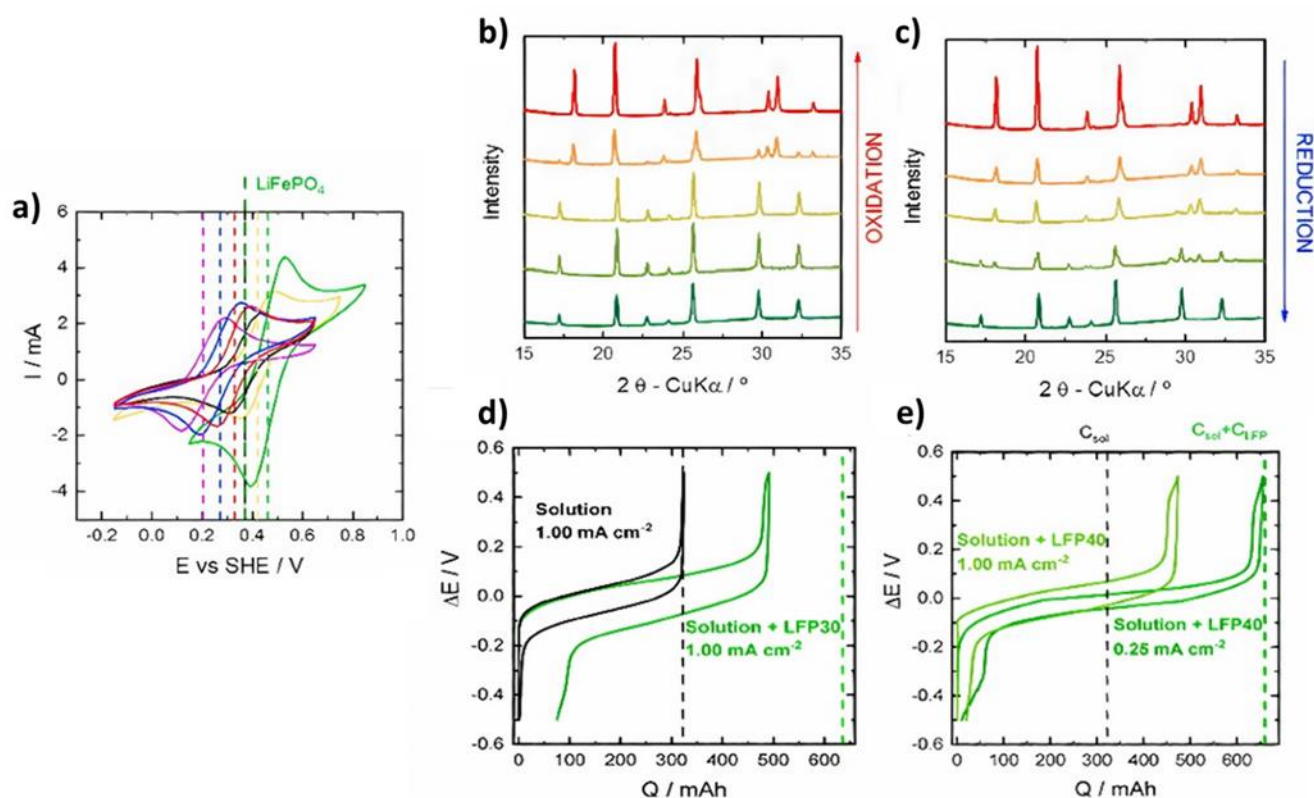 a)
LiFePO₄
6
4
2
0
-2
-4
I / mA
-0.2 0.0 0.2 0.4 0.6 0.8 1.0
E vs SHE / V
b)
Intensity
OXIDATION
15 20 25 30 35
2 θ - CuKα / º
c)
Intensity
REDUCTION
15 20 25 30 35
2 θ - CuKα / º
d)
0.6
0.4
0.2
0.0
-0.2
-0.4
-0.6
ΔE / V
Solution
1.00 mA cm⁻²
Solution + LFP30
1.00 mA cm⁻²
0 100 200 300 400 500 600
Q / mAh
e)
C_sol
C_sol+C_LFP
0.6
0.4
0.2
0.0
-0.2
-0.4
-0.6
ΔE / V
Solution + LFP40
1.00 mA cm⁻²
Solution + LFP40
0.25 mA cm⁻²
0 100 200 300 400 500 600
Q / mAh